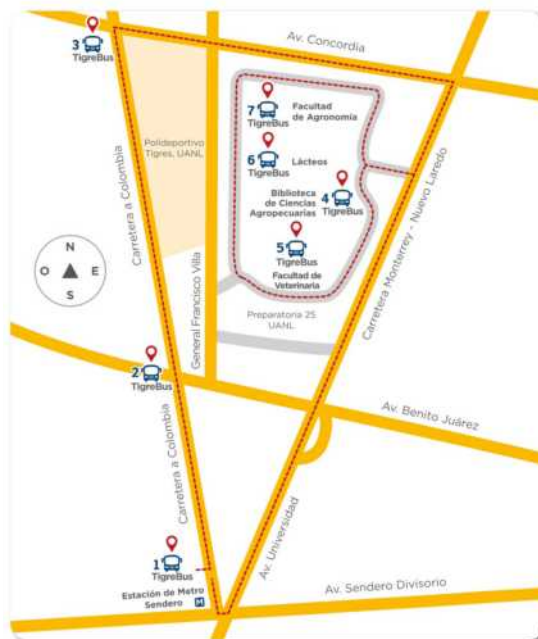 Av. Concordia
3
TigreBus
7
TigreBus
Facultad
de Agronomía
Polideportivo
Tigres, UANL
6
TigreBus
Lácteos
Biblioteca
de Ciencias
Agropecuarias
4
TigreBus
5
TigreBus
Facultad de
Veterinaria
Carretera a Colombia
General Francisco Villa
Carretera Monterrey - Nuevo Laredo
N
O
E
S
Preparatoria 25
UANL
2
TigreBus
Av. Benito Juárez
Carretera a Colombia
Av. Universidad
1
TigreBus
Estación de Metro
Sendero M
Av. Sendero Divisorio